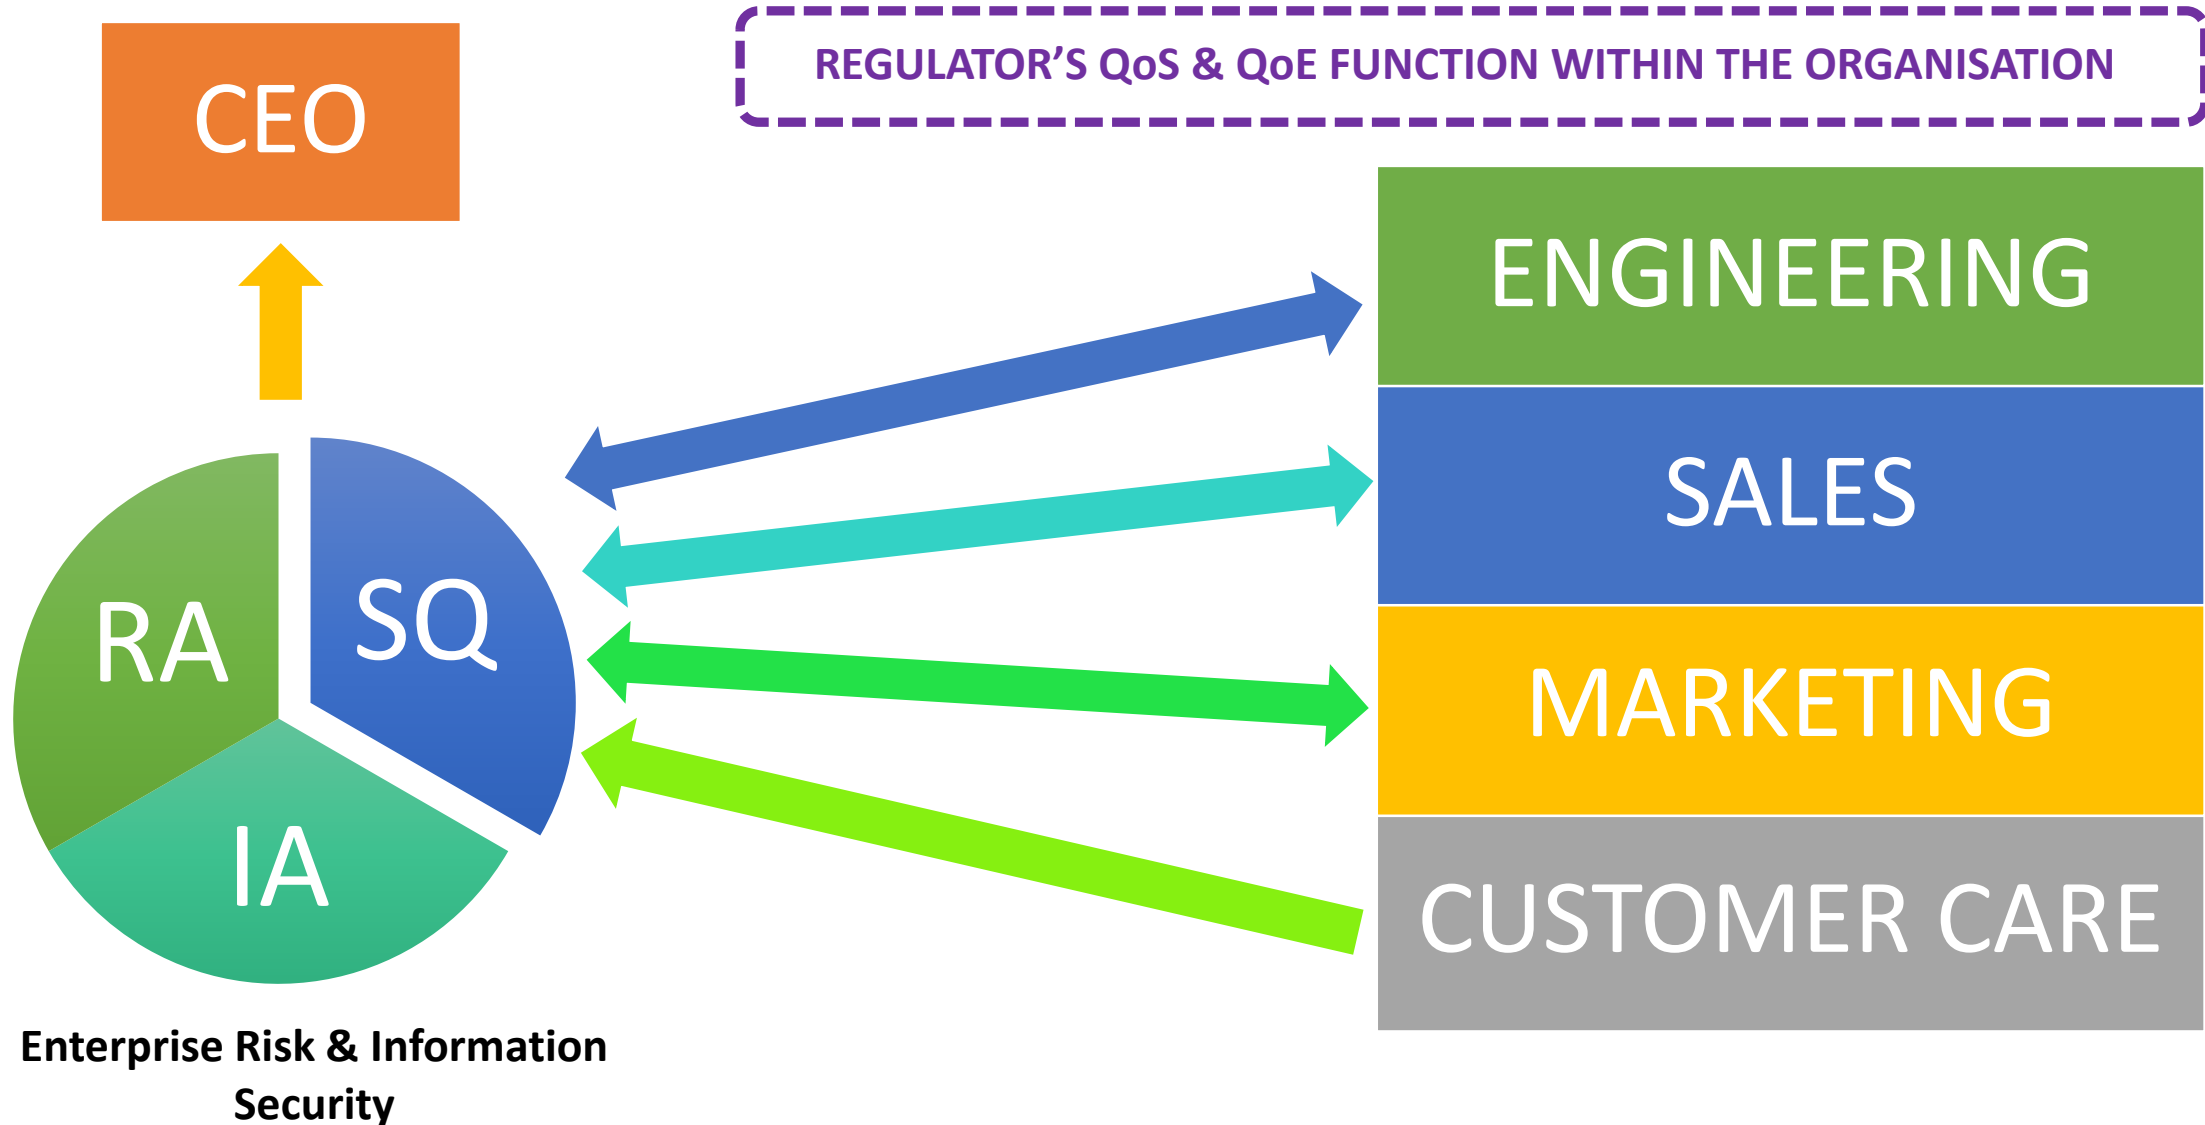 CEO
REGULATOR’S QoS & QoE FUNCTION WITHIN THE ORGANISATION
ENGINEERING
SALES
MARKETING
CUSTOMER CARE
RA
SQ
IA
Enterprise Risk & Information
Security